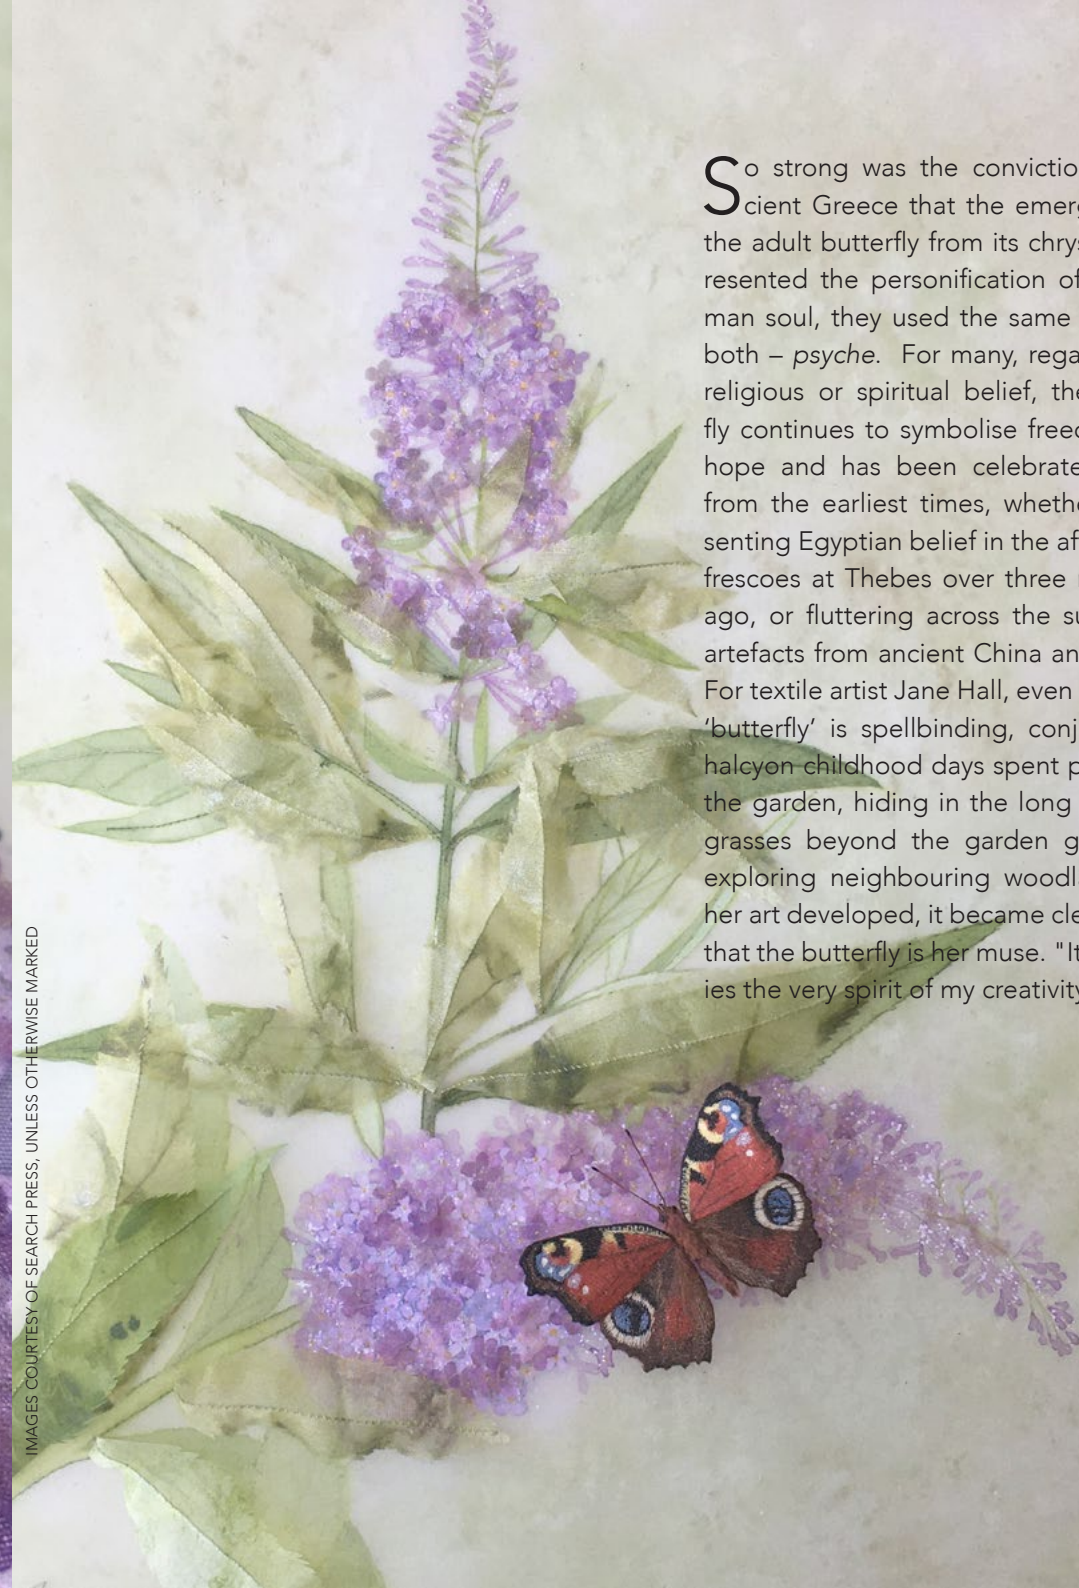 So strong was the convictio
cient Greece that the emerg
the adult butterfly from its chrys
resented the personification of
man soul, they used the same
both – psyche. For many, rega
religious or spiritual belief, the
fly continues to symbolise freed
hope and has been celebrate
from the earliest times, whethe
senting Egyptian belief in the af
frescoes at Thebes over three
ago, or fluttering across the su
artefacts from ancient China an
For textile artist Jane Hall, even
‘butterfly’ is spellbinding, conj
halcyon childhood days spent p
the garden, hiding in the long
grasses beyond the garden g
exploring neighbouring woodl
her art developed, it became cle
that the butterfly is her muse. "It
ies the very spirit of my creativity
IMAGES COURTESY OF SEARCH PRESS, UNLESS OTHERWISE MARKED